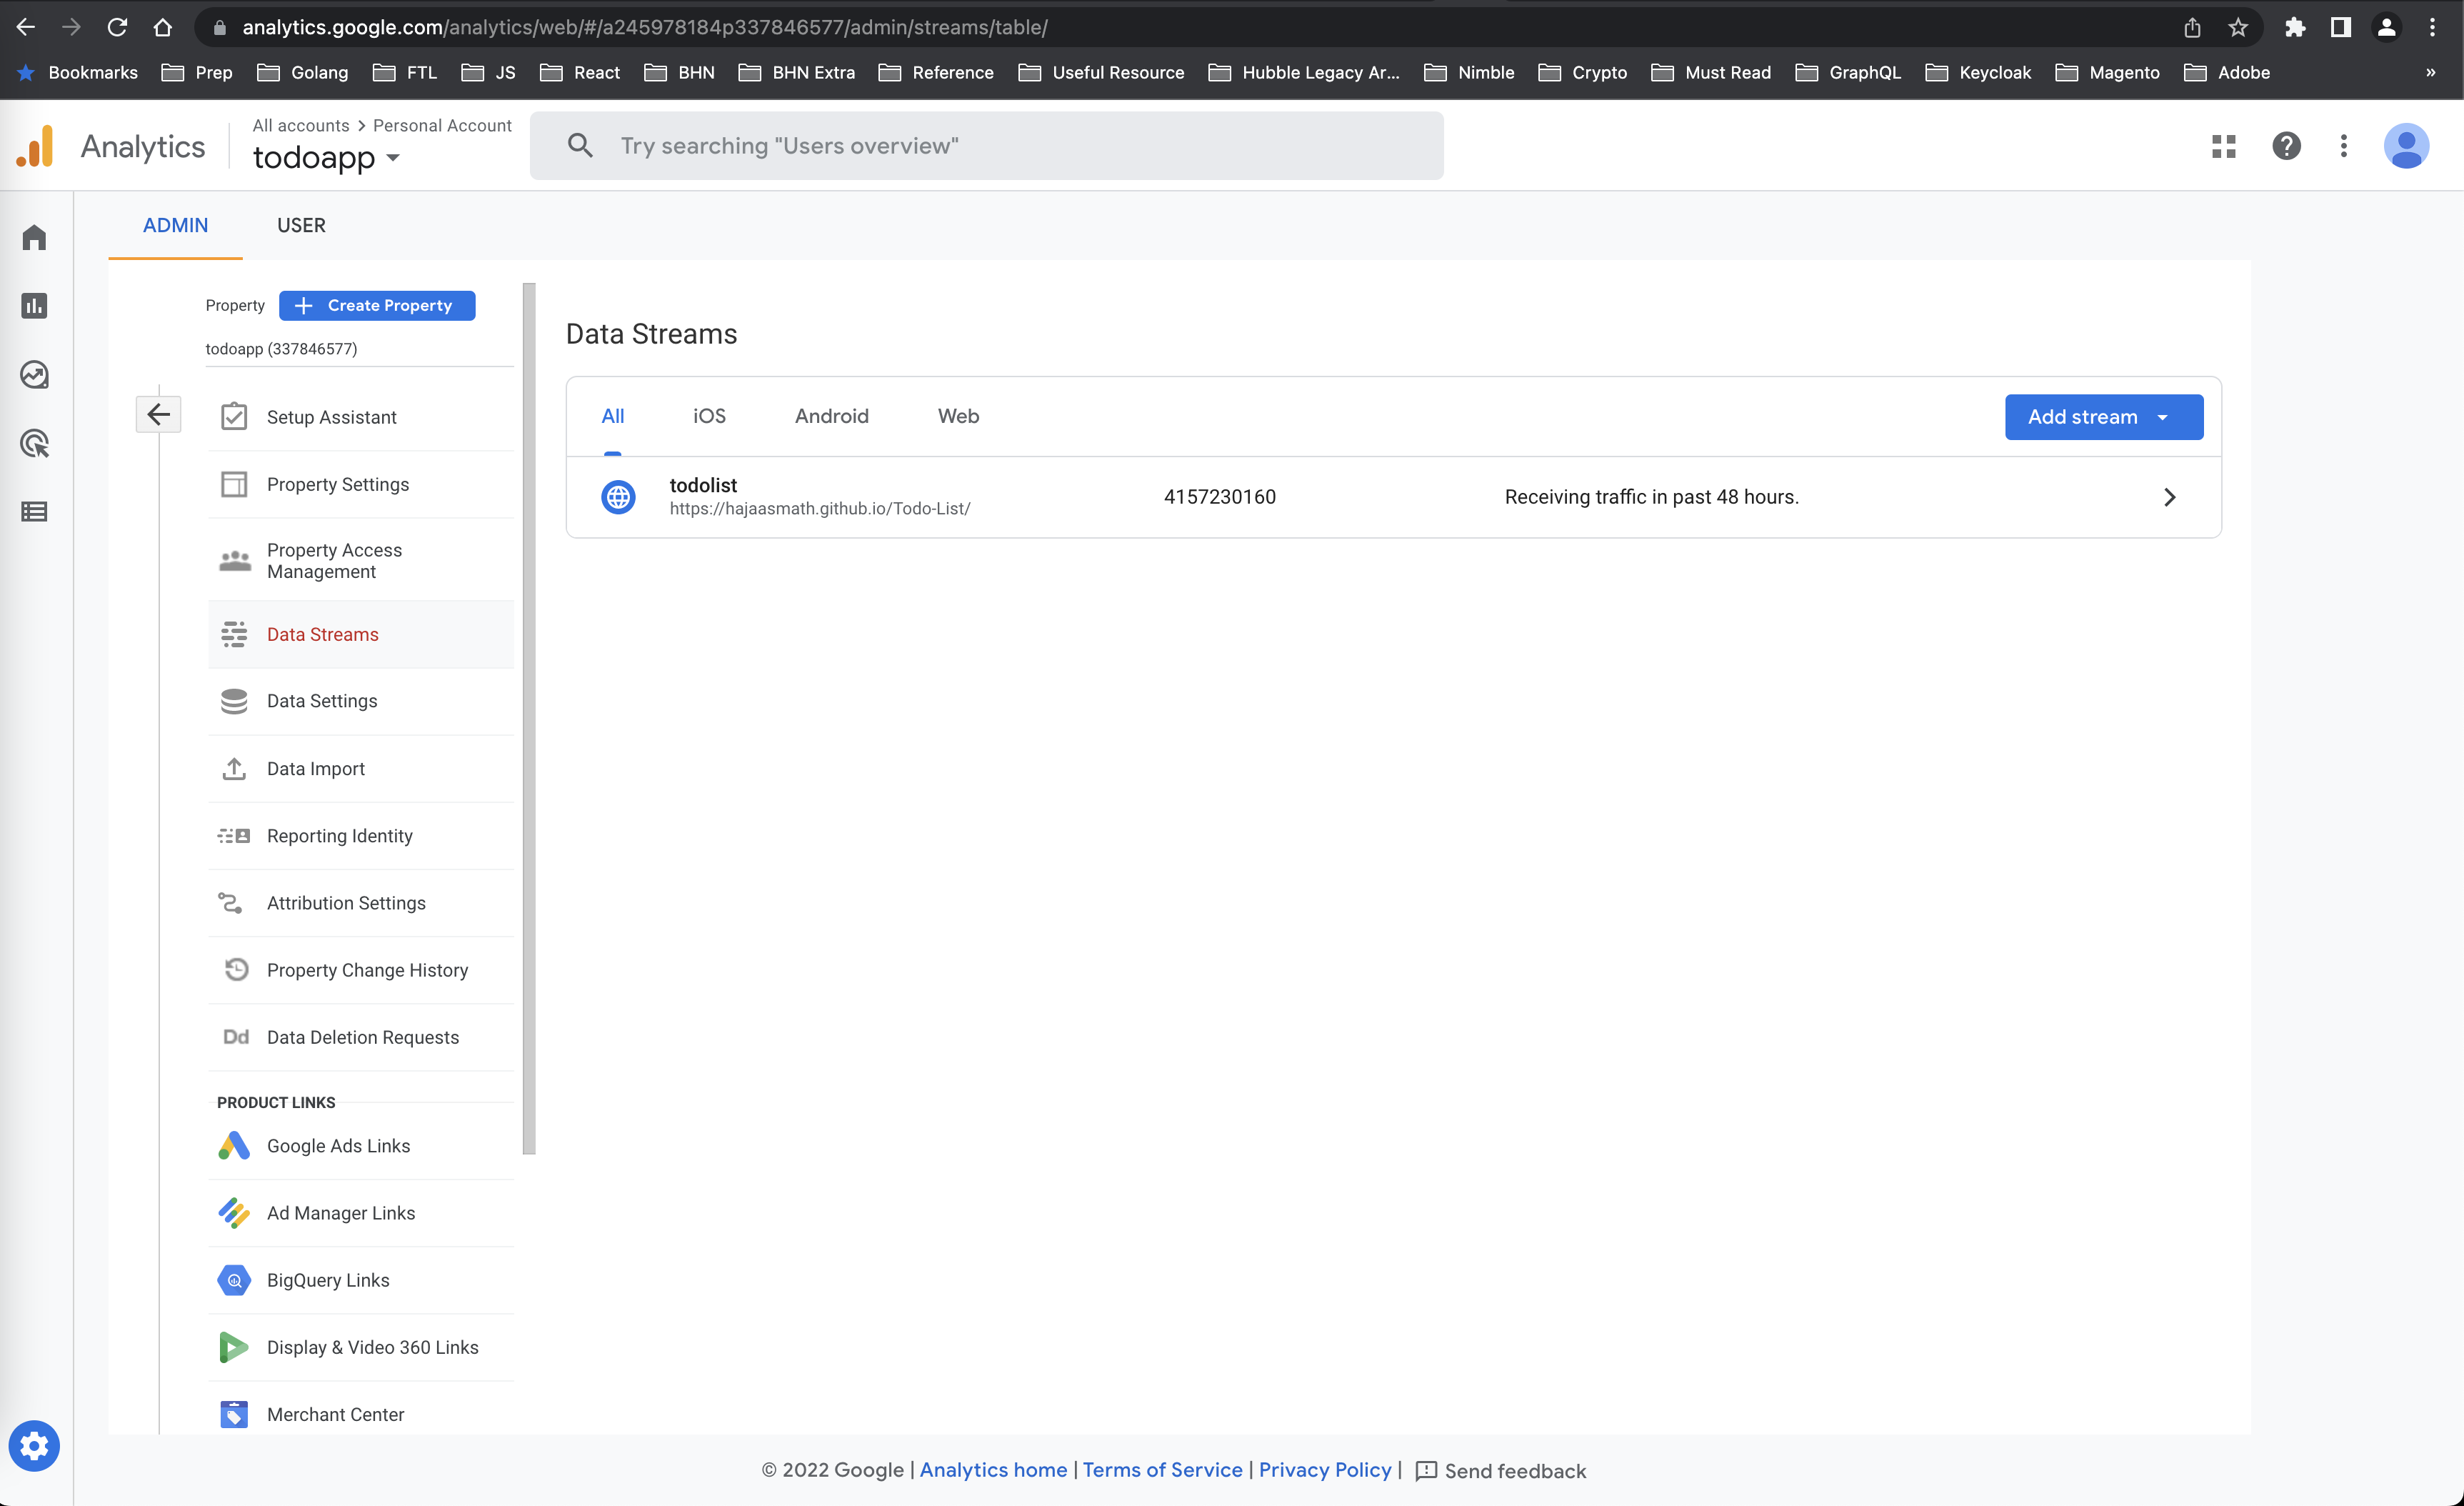 analytics.google.com/analytics/web/#/a245978184p337846577/admin/streams/table/
Bookmarks Prep Golang FTL JS React BHN BHN Extra Reference Useful Resource Hubble Legacy Ar... Nimble Crypto Must Read GraphQL Keycloak Magento Adobe »
Analytics
All accounts > Personal Account
todoapp
Try searching "Users overview"
ADMIN USER
Property + Create Property
todoapp (337846577)
Setup Assistant
Property Settings
Property Access
Management
Data Streams
Data Settings
Data Import
Reporting Identity
Attribution Settings
Property Change History
Dd Data Deletion Requests
PRODUCT LINKS
Google Ads Links
Ad Manager Links
BigQuery Links
Display & Video 360 Links
Merchant Center
Data Streams
All iOS Android Web Add stream
todolist
https://hajaasmath.github.io/Todo-List/
4157230160
Receiving traffic in past 48 hours.
© 2022 Google | Analytics home | Terms of Service | Privacy Policy | Send feedback